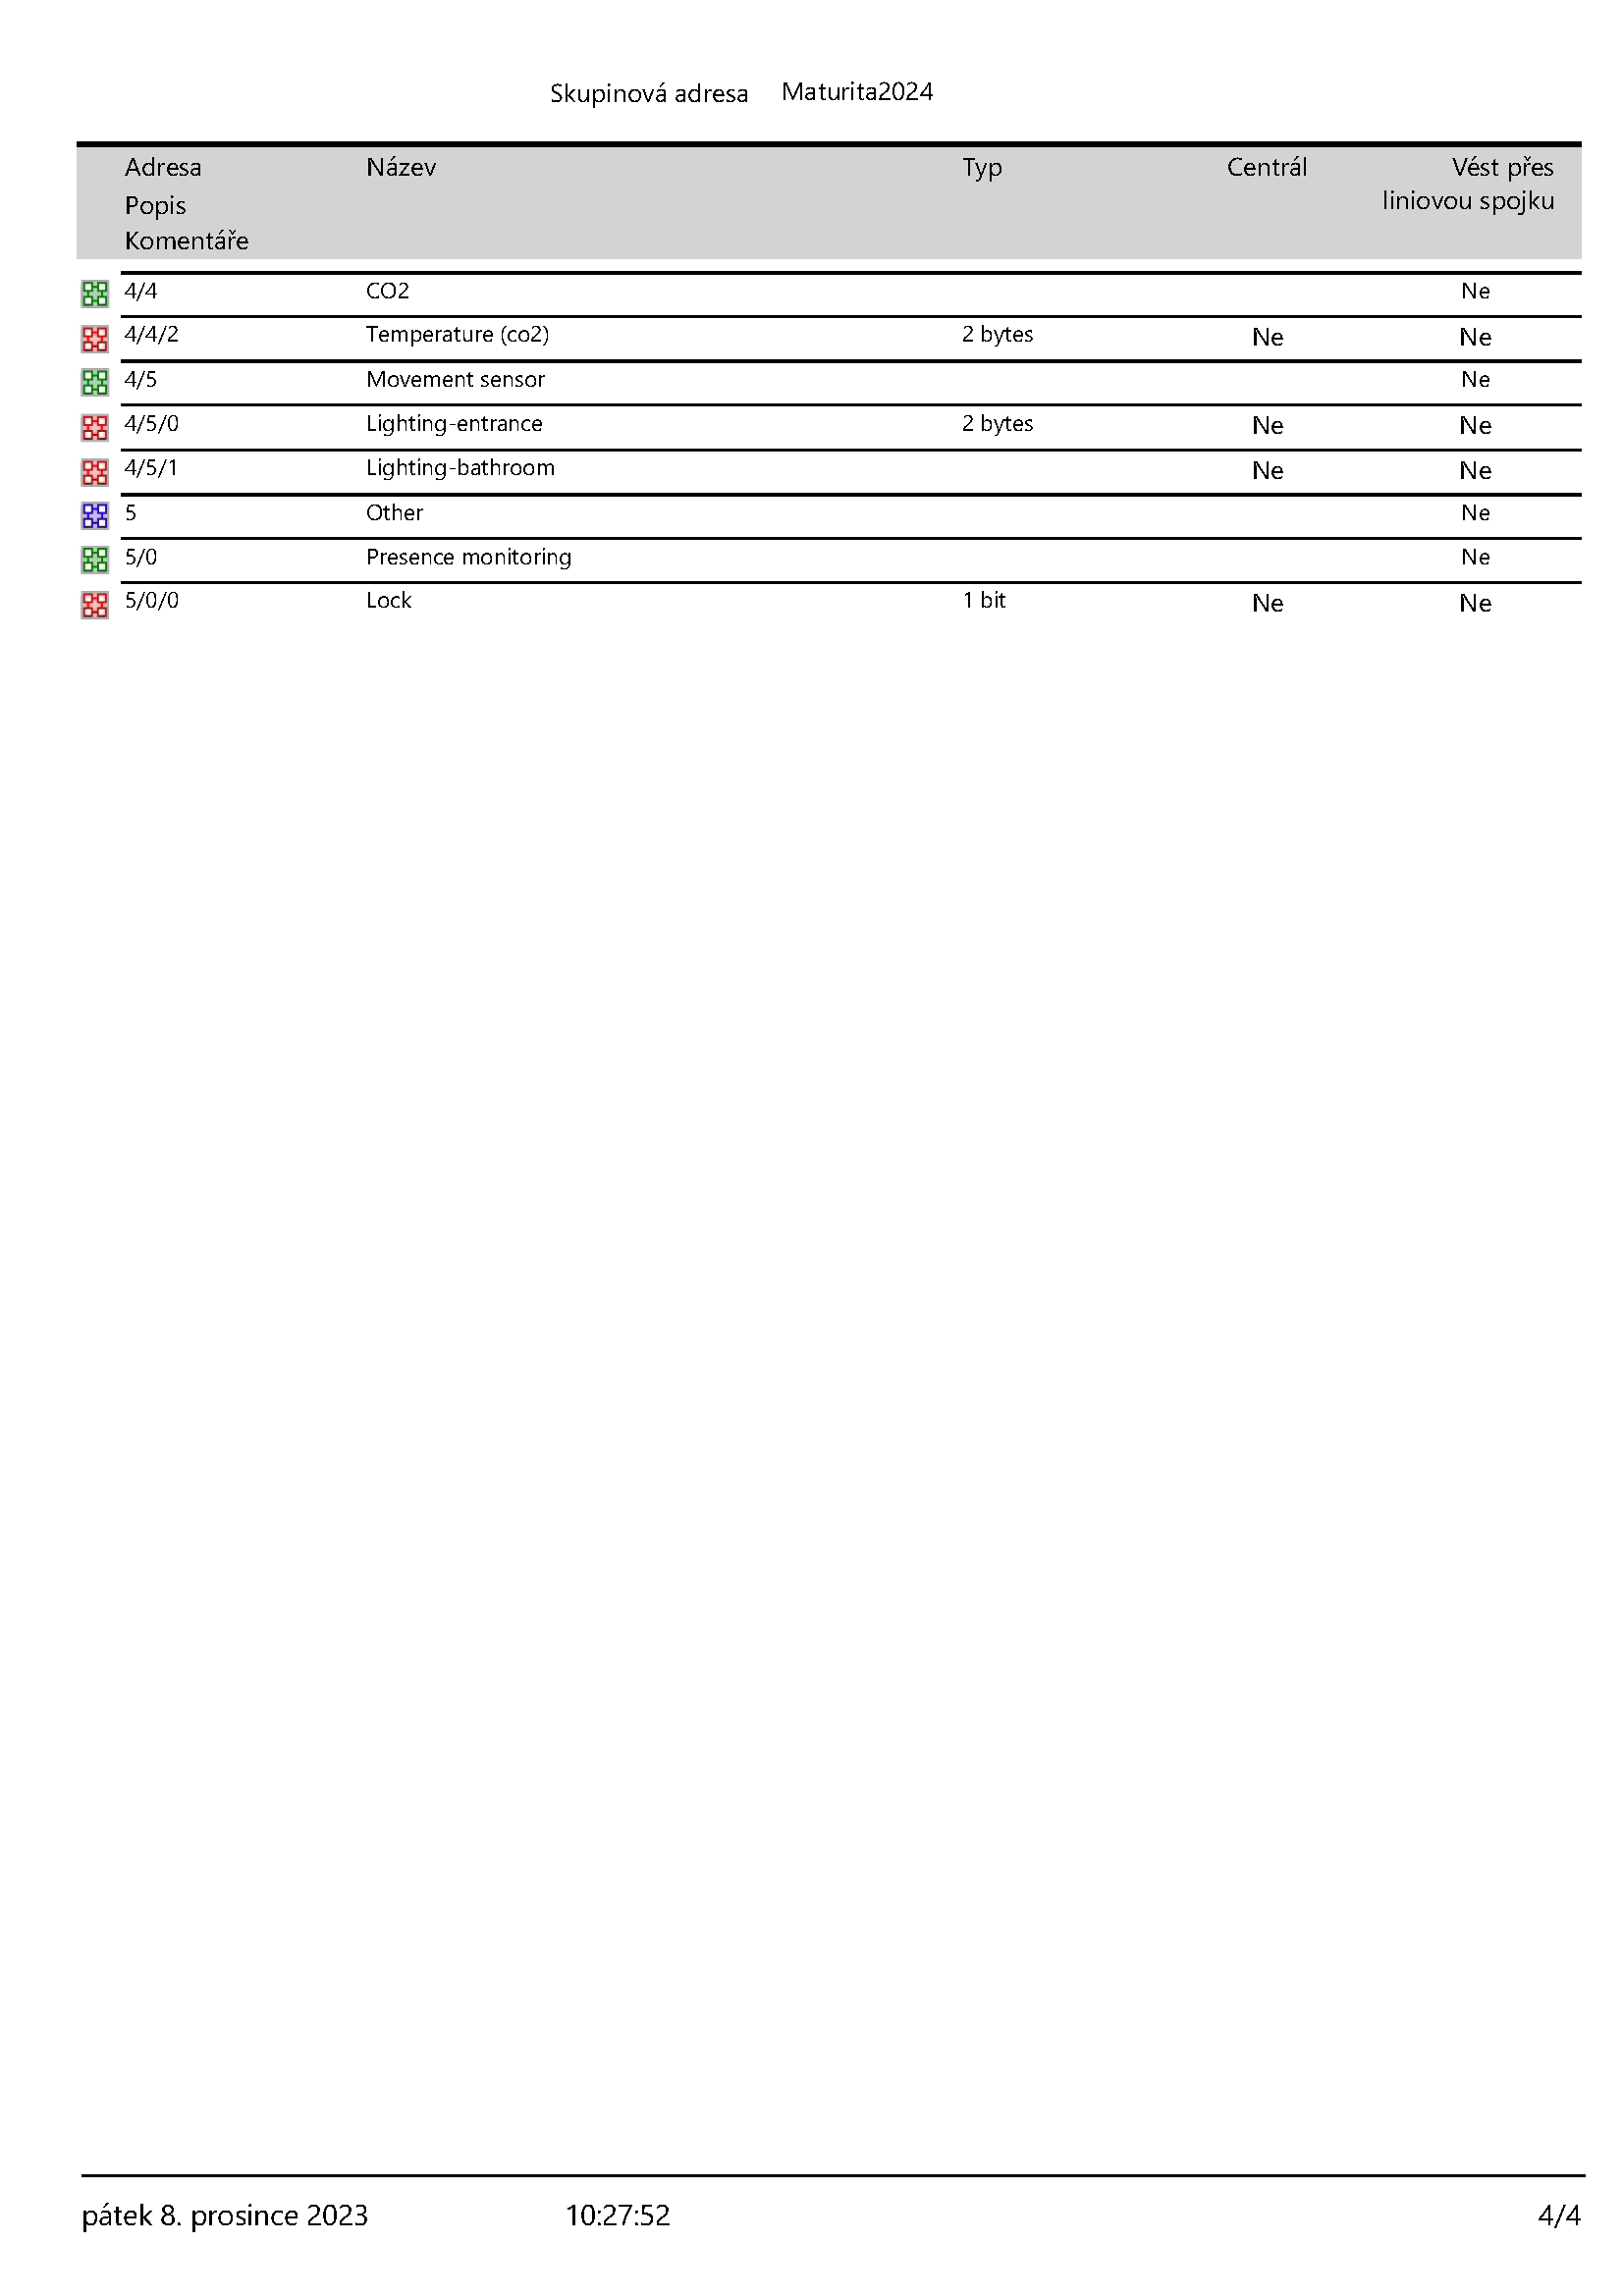 Skupinová adresa Maturita2024
Adresa Název Typ Centrál Vést přes
Popis liniovou spojku
Komentáře
4/4 CO2 Ne
4/4/2 Temperature (co2) 2 bytes Ne Ne
4/5 Movement sensor Ne
4/5/0 Lighting-entrance 2 bytes Ne Ne
4/5/1 Lighting-bathroom Ne Ne
5 Other Ne
5/0 Presence monitoring Ne
5/0/0 Lock 1 bit Ne Ne
pátek 8. prosince 2023 10:27:52 4/4